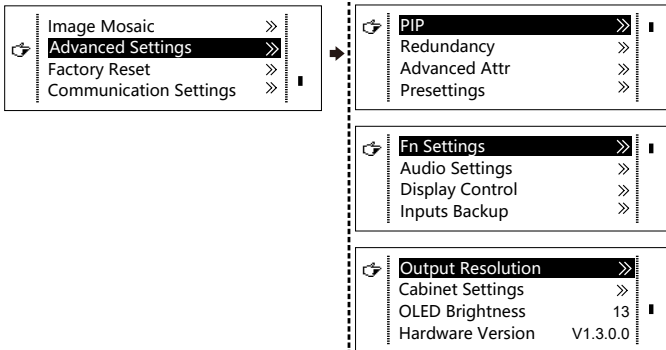 Image Mosaic
Advanced Settings
Factory Reset
Communication Settings
PIP
Redundancy
Advanced Attr
Presettings
Fn Settings
Audio Settings
Display Control
Inputs Backup
Output Resolution
Cabinet Settings
OLED Brightness 13
Hardware Version V1.3.0.0